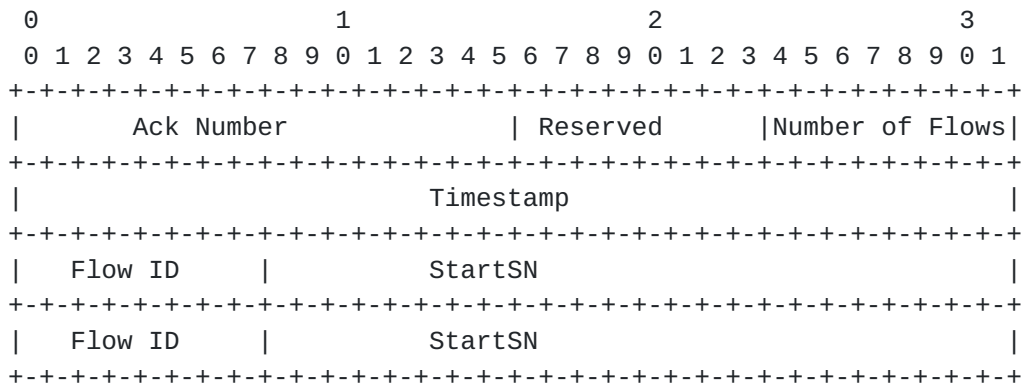 0                   1                   2                   3
0 1 2 3 4 5 6 7 8 9 0 1 2 3 4 5 6 7 8 9 0 1 2 3 4 5 6 7 8 9 0 1
+-+-+-+-+-+-+-+-+-+-+-+-+-+-+-+-+-+-+-+-+-+-+-+-+-+-+-+-+-+-+-+-+
|       Ack Number              | Reserved      |Number of Flows|
+-+-+-+-+-+-+-+-+-+-+-+-+-+-+-+-+-+-+-+-+-+-+-+-+-+-+-+-+-+-+-+-+
|                          Timestamp                            |
+-+-+-+-+-+-+-+-+-+-+-+-+-+-+-+-+-+-+-+-+-+-+-+-+-+-+-+-+-+-+-+-+
|   Flow ID     |          StartSN                              |
+-+-+-+-+-+-+-+-+-+-+-+-+-+-+-+-+-+-+-+-+-+-+-+-+-+-+-+-+-+-+-+-+
|   Flow ID     |          StartSN                              |
+-+-+-+-+-+-+-+-+-+-+-+-+-+-+-+-+-+-+-+-+-+-+-+-+-+-+-+-+-+-+-+-+